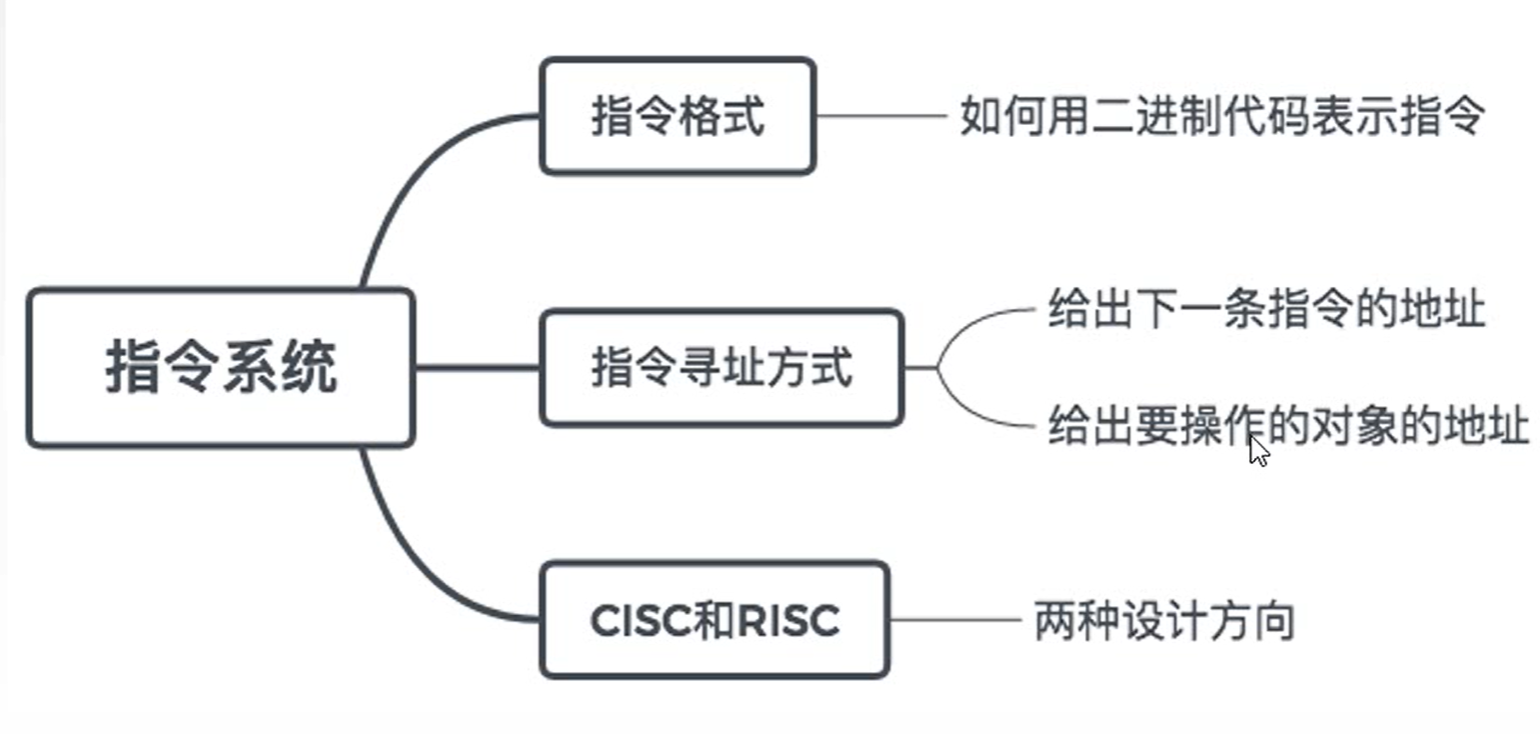 指令格式
如何用二进制代码表示指令
指令系统
指令寻址方式
给出下一条指令的地址
给出要操作的对象的地址
CISC和RISC
两种设计方向